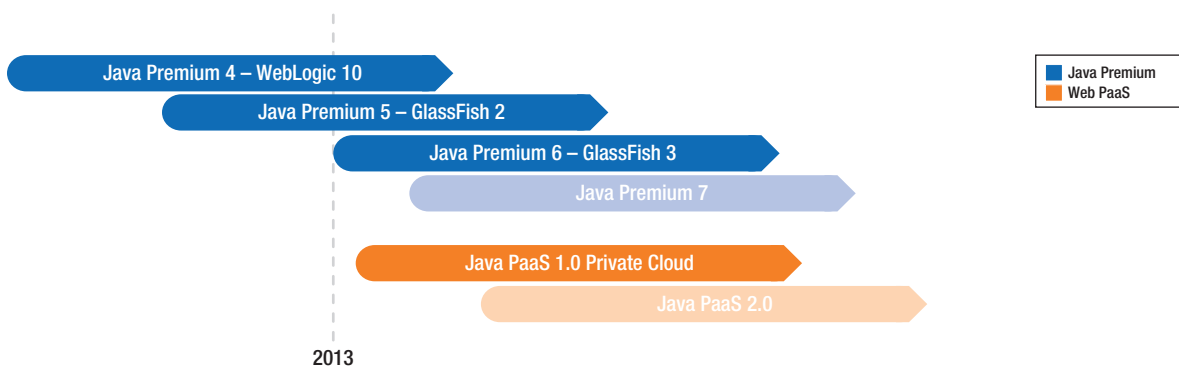 Java Premium 4 – WebLogic 10
Java Premium 5 – GlassFish 2
Java Premium 6 – GlassFish 3
Java Premium 7
Java PaaS 1.0 Private Cloud
Java PaaS 2.0
2013
Java Premium
Web PaaS